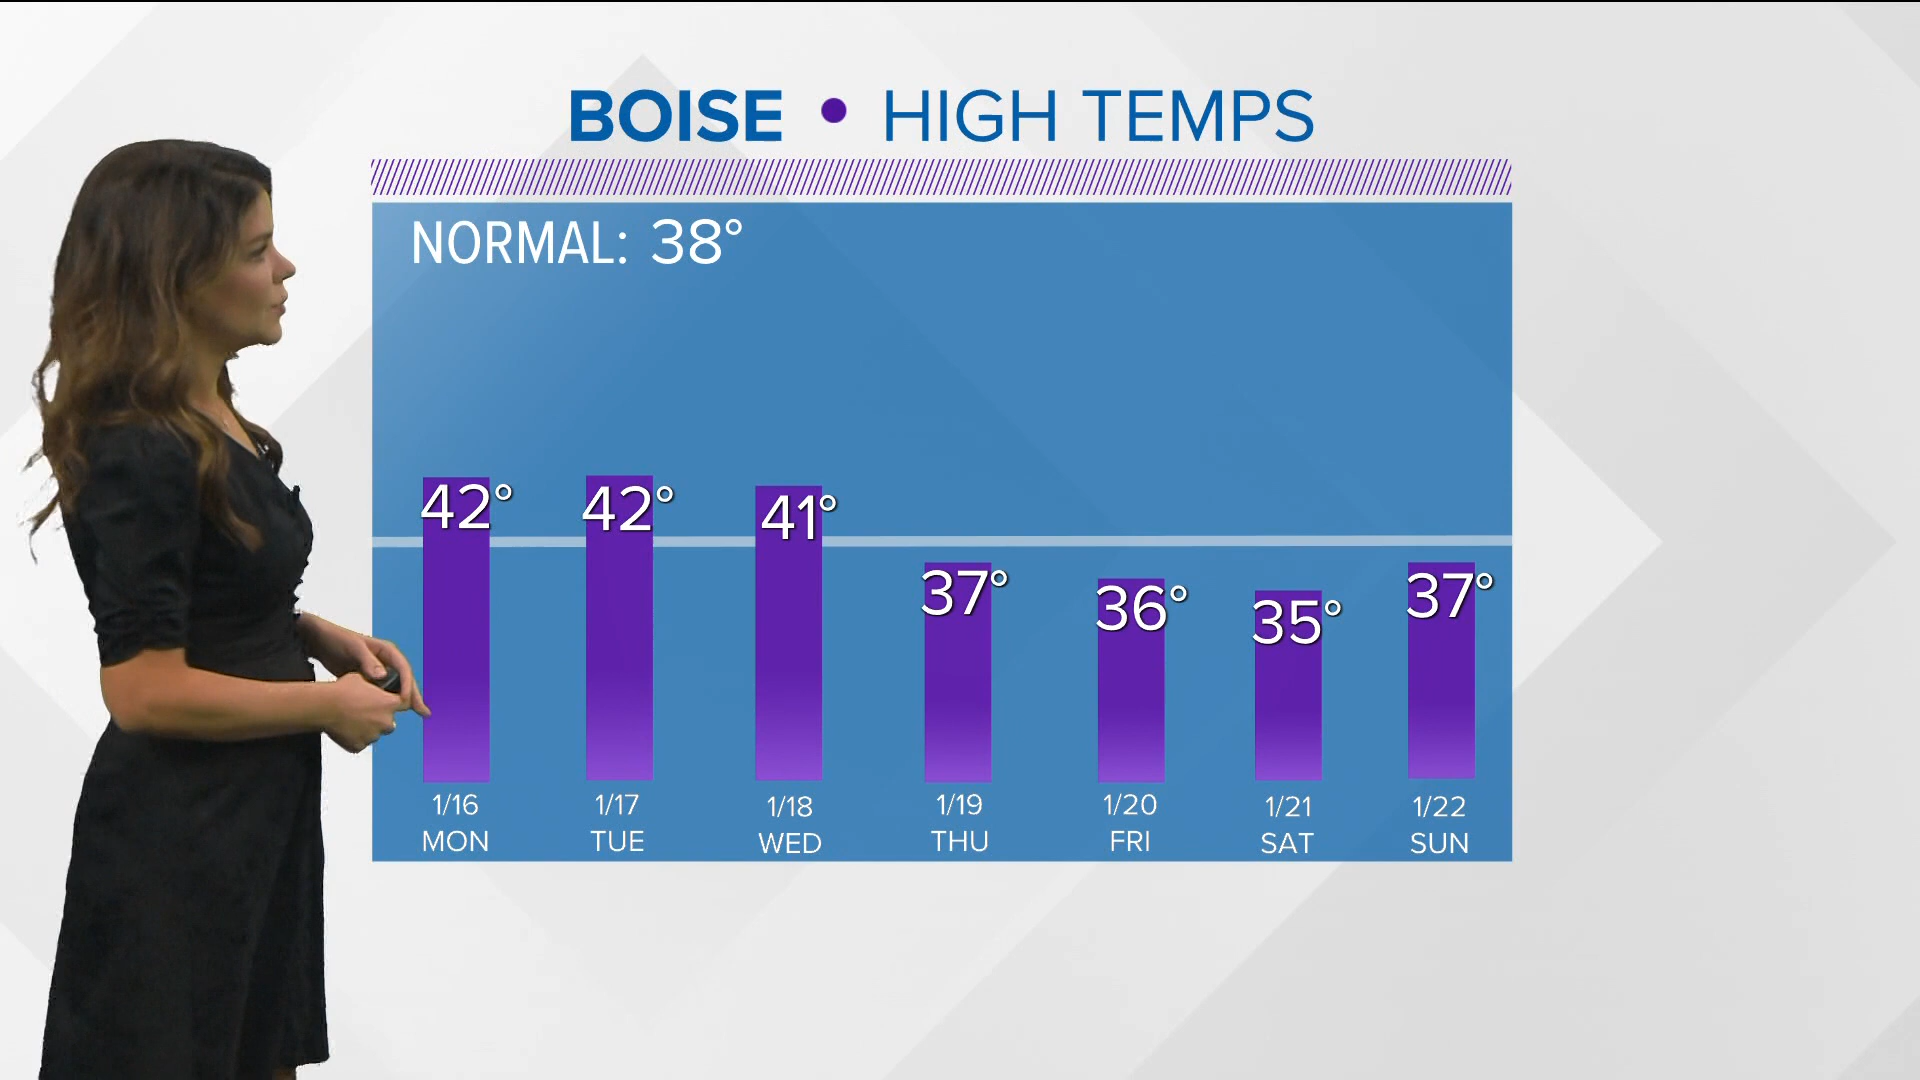 BOISE • HIGH TEMPS
NORMAL: 38°
42° 42° 41° 37° 36° 35° 37°
1/16 1/17 1/18 1/19 1/20 1/21 1/22
MON TUE WED THU FRI SAT SUN